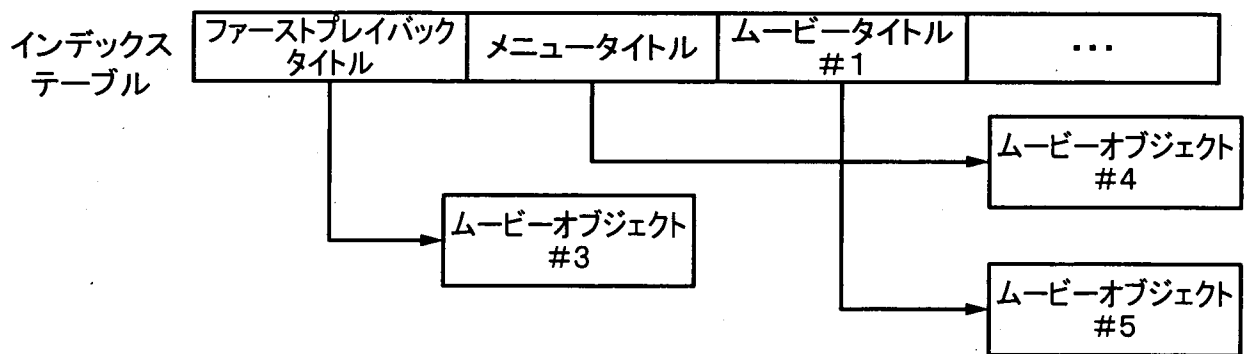 インデックス
テーブル
ファーストプレイバック
タイトル
メニュータイトル
ムービータイトル
#1
・・・
ムービーオブジェクト
#4
ムービーオブジェクト
#3
ムービーオブジェクト
#5